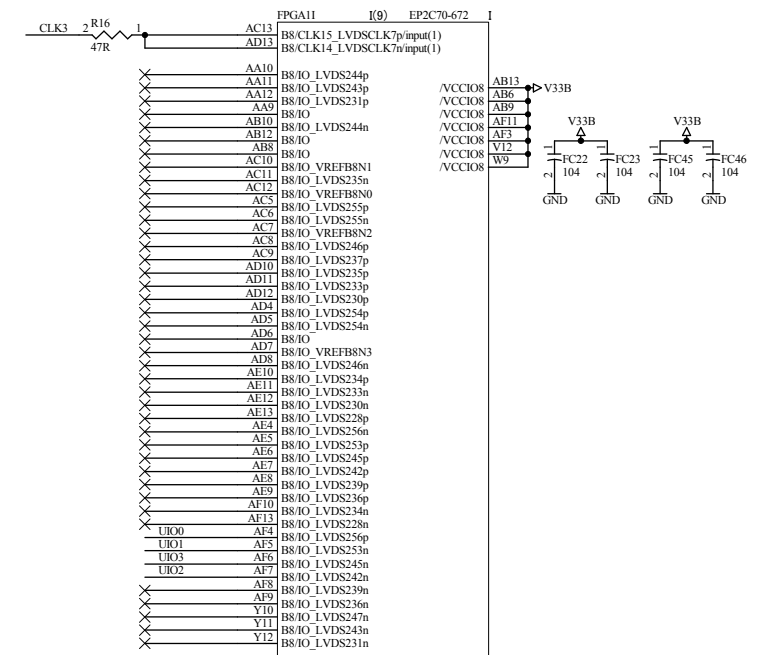 FPGA1I I(9) EP2C70-672 I
CLK3 2 R16 1 AC13 B8/CLK15_LVDSCLK7p/input(1)
47R AD13 B8/CLK14_LVDSCLK7n/input(1)
AA10 B8/IO_LVDS244p
AA11 B8/IO_LVDS243p
AA12 B8/IO_LVDS231p
AA9 B8/IO
AB10 B8/IO_LVDS244n
AB12 B8/IO
AB8 B8/IO
AC10 B8/IO_VREFB8N1
AC11 B8/IO_LVDS235n
AC12 B8/IO_VREFB8N0
AC5 B8/IO_LVDS255p
AC6 B8/IO_LVDS255n
AC7 B8/IO_VREFB8N2
AC8 B8/IO_LVDS246p
AC9 B8/IO_LVDS237p
AD10 B8/IO_LVDS235p
AD11 B8/IO_LVDS233p
AD12 B8/IO_LVDS230p
AD4 B8/IO_LVDS254p
AD5 B8/IO_LVDS254n
AD6 B8/IO
AD7 B8/IO_VREFB8N3
AD8 B8/IO_LVDS246n
AE10 B8/IO_LVDS234p
AE11 B8/IO_LVDS233n
AE12 B8/IO_LVDS230n
AE13 B8/IO_LVDS228p
AE4 B8/IO_LVDS256n
AE5 B8/IO_LVDS253p
AE6 B8/IO_LVDS245p
AE7 B8/IO_LVDS242p
AE8 B8/IO_LVDS239p
AE9 B8/IO_LVDS236p
AF10 B8/IO_LVDS234n
AF13 B8/IO_LVDS228n
UIO0 AF4 B8/IO_LVDS256p
UIO1 AF5 B8/IO_LVDS253n
UIO3 AF6 B8/IO_LVDS245n
UIO2 AF7 B8/IO_LVDS242n
AF8 B8/IO_LVDS239n
AF9 B8/IO_LVDS236n
Y10 B8/IO_LVDS247n
Y11 B8/IO_LVDS243n
Y12 B8/IO_LVDS231n
/VCCIO8 AB13 V33B
/VCCIO8 AB6
/VCCIO8 AB9
/VCCIO8 AF11
/VCCIO8 AF3
/VCCIO8 V12
/VCCIO8 W9
V33B V33B
1 1 1 1
FC22 FC23 FC45 FC46
2 104 2 104 2 104 2 104
GND GND GND GND